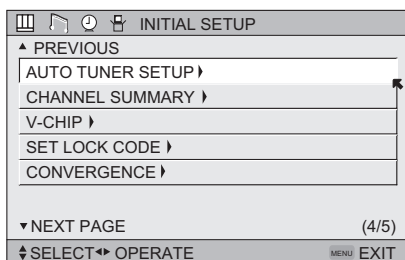 INITIAL SETUP
▲ PREVIOUS
AUTO TUNER SETUP
CHANNEL SUMMARY
V-CHIP
SET LOCK CODE
CONVERGENCE
▼ NEXT PAGE (4/5)
SELECT OPERATE MENU EXIT